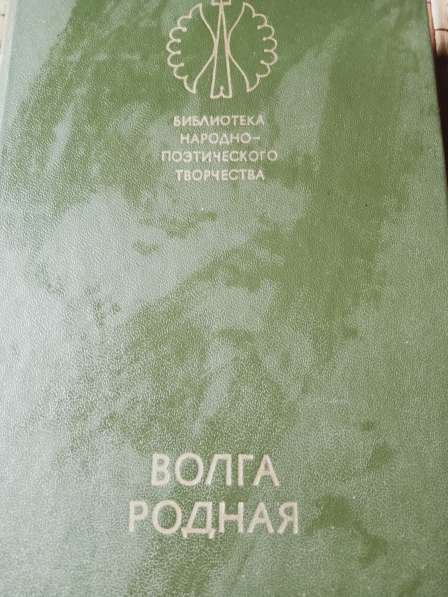 БИБЛИОТЕКА
НАРОДНО-
ПОЭТИЧЕСКОГО
ТВОРЧЕСТВА
ВОЛГА
РОДНАЯ